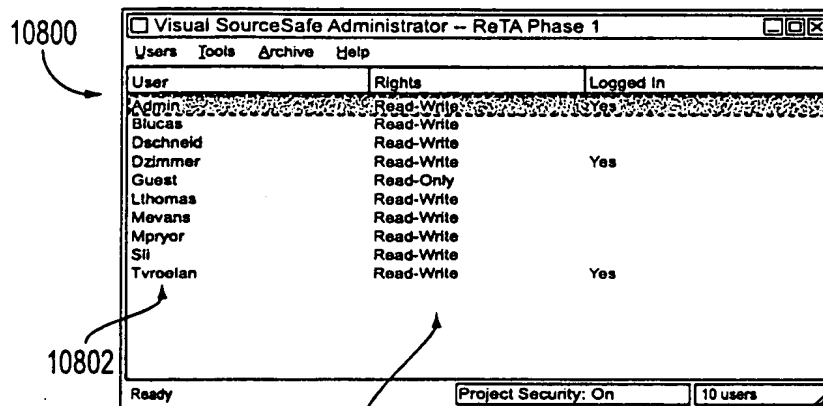 Visual SourceSafe Administrator -- ReTA Phase 1
Users Tools Archive Help
User Rights Logged In
Admin Read-Write Yes
Blucas Read-Write
Dschneid Read-Write
Dzimmer Read-Write Yes
Guest Read-Only
Lthomas Read-Write
Mevans Read-Write
Mpryor Read-Write
Sli Read-Write
Tvroelan Read-Write Yes
Ready Project Security: On 10 users
10800
10802